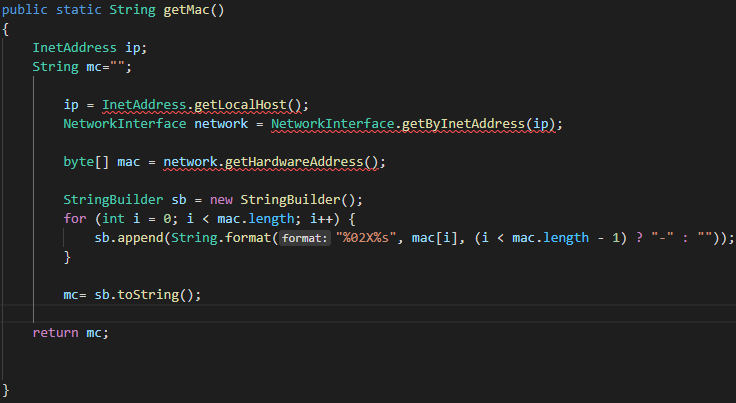 public static String getMac()
{
    InetAddress ip;
    String mc="";
        ip = InetAddress.getLocalHost();
        NetworkInterface network = NetworkInterface.getByInetAddress(ip);
        byte[] mac = network.getHardwareAddress();
        StringBuilder sb = new StringBuilder();
        for (int i = 0; i < mac.length; i++) {
            sb.append(String.format(format: "%02X%s", mac[i], (i < mac.length - 1) ? "-" : ""));
        }
        mc= sb.toString();
    return mc;
}